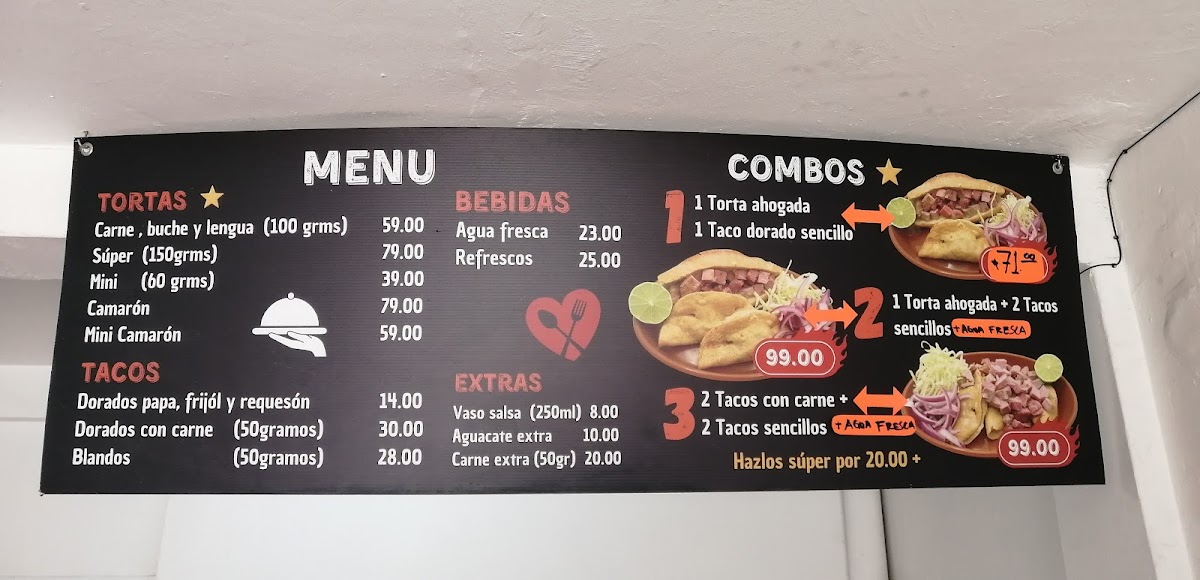 MENU
TORTAS
Carne , buche y lengua (100 grms) 59.00
Súper (150grms) 79.00
Mini (60 grms) 39.00
Camarón 79.00
Mini Camarón 59.00
TACOS
Dorados papa, frijól y requesón 14.00
Dorados con carne (50gramos) 30.00
Blandos (50gramos) 28.00
BEBIDAS
Agua fresca 23.00
Refrescos 25.00
EXTRAS
Vaso salsa (250ml) 8.00
Aguacate extra 10.00
Carne extra (50gr) 20.00
COMBOS
1 1 Torta ahogada
1 Taco dorado sencillo
$71.00
2 1 Torta ahogada + 2 Tacos
sencillos + AGUA FRESCA
99.00
3 2 Tacos con carne +
2 Tacos sencillos + AGUA FRESCA
99.00
Hazlos súper por 20.00 +